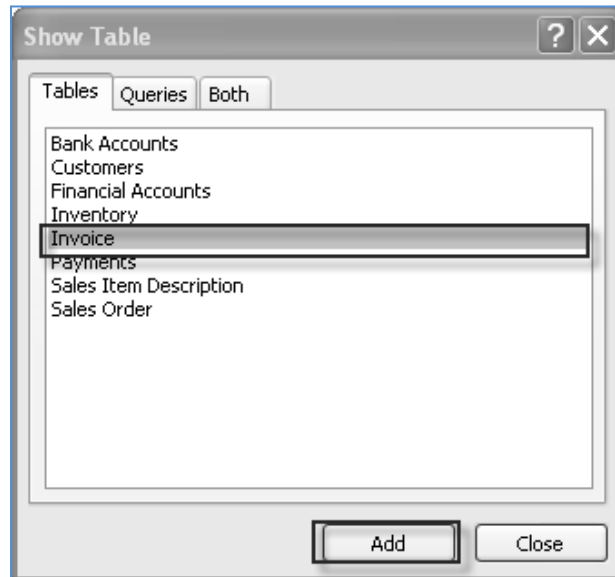 Show Table
Tables Queries Both
Bank Accounts
Customers
Financial Accounts
Inventory
Invoice
Payments
Sales Item Description
Sales Order
Add Close